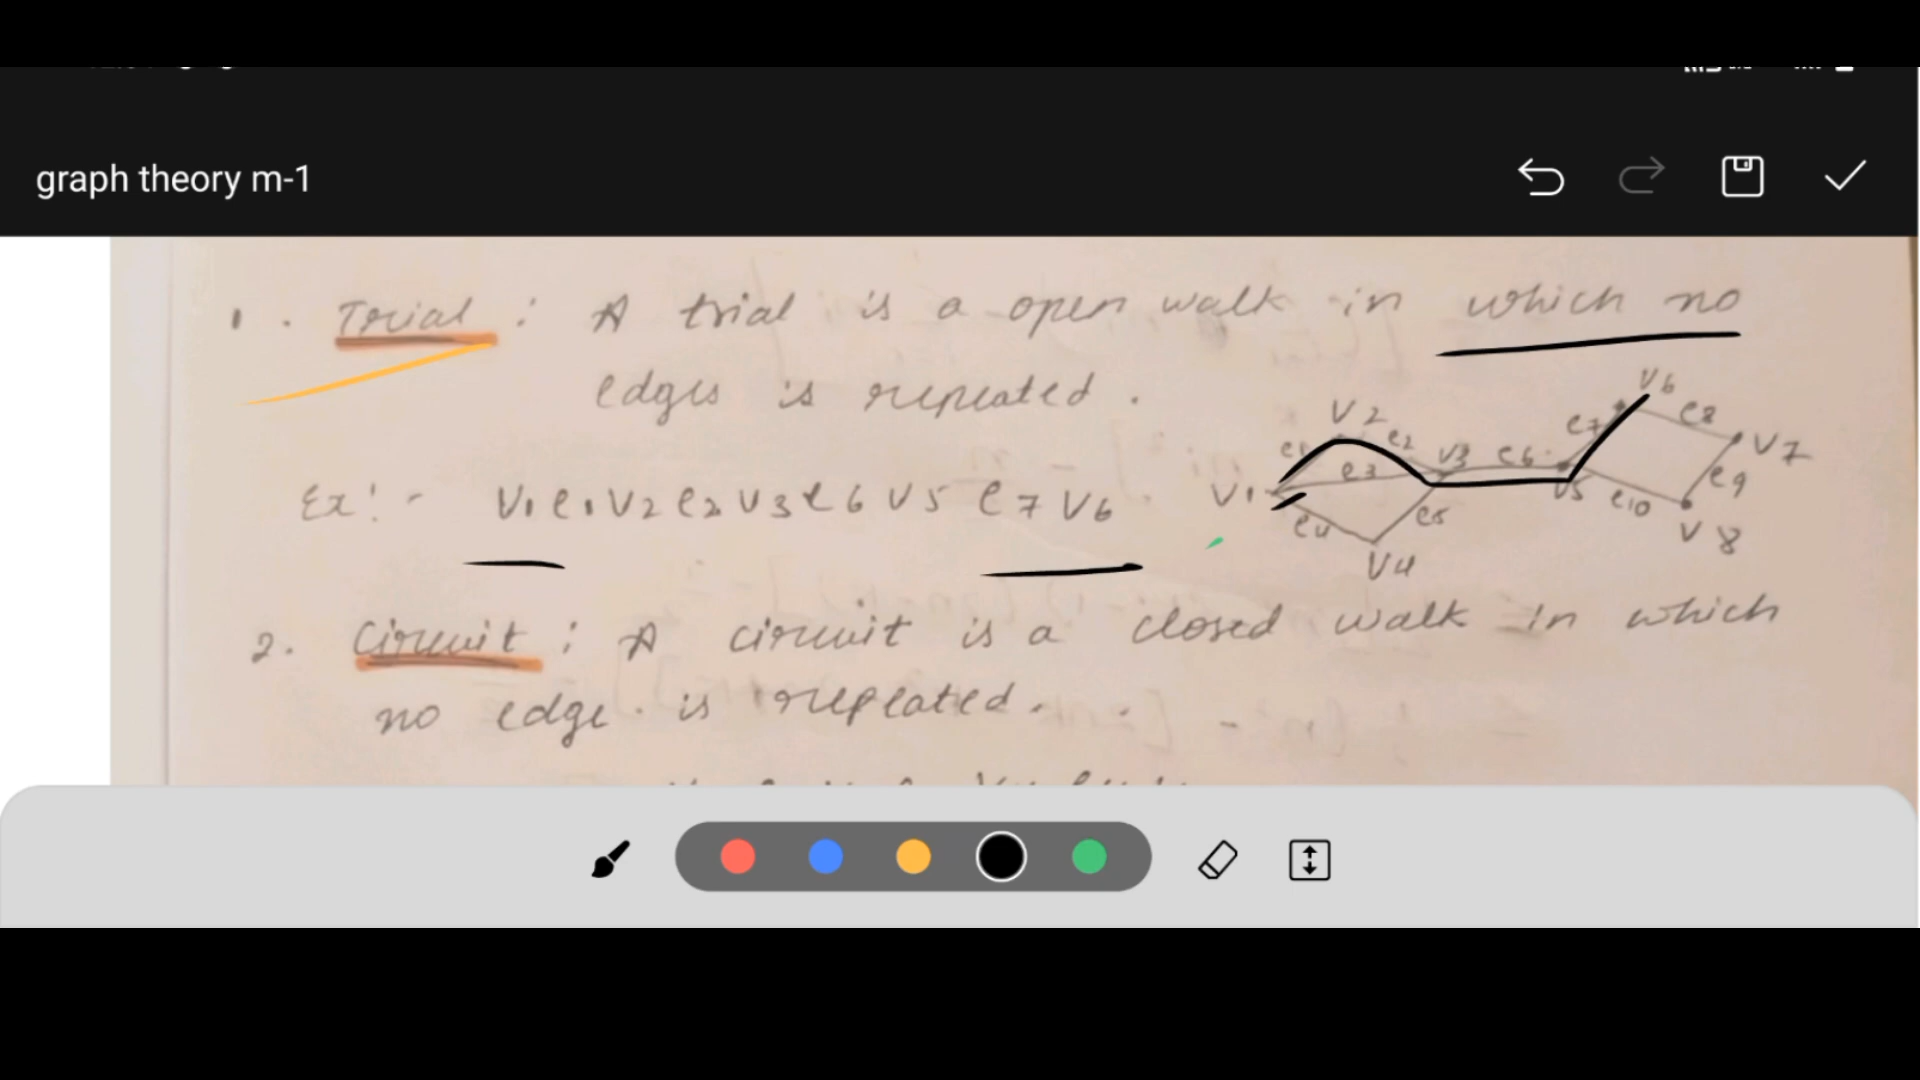 graph theory m-1
1. Trial : A trial is a open walk in which no
edges is repeated.
Ex:- V1 e1 V2 e2 V3 e6 V5 e7 V6
V1 e1 V2 e2 e3 V3 e4 V4 e5 e6 V5 e7 V6 e8 V7 e9 e10 V8
2. Circuit : A circuit is a closed walk in which
no edge is repeated.